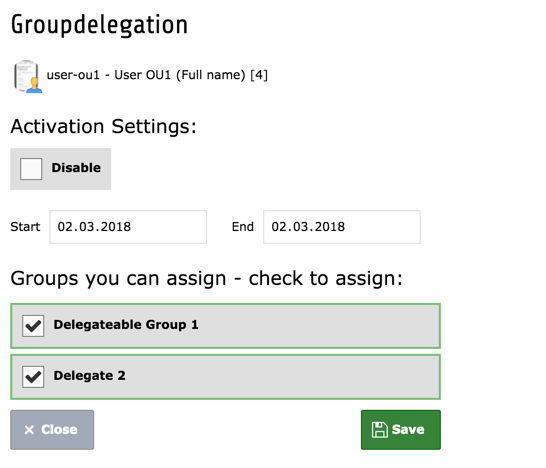 Groupdelegation
user-ou1 - User OU1 (Full name) [4]
Activation Settings:
Disable
Start 02.03.2018 End 02.03.2018
Groups you can assign - check to assign:
Delegateable Group 1
Delegate 2
× Close Save